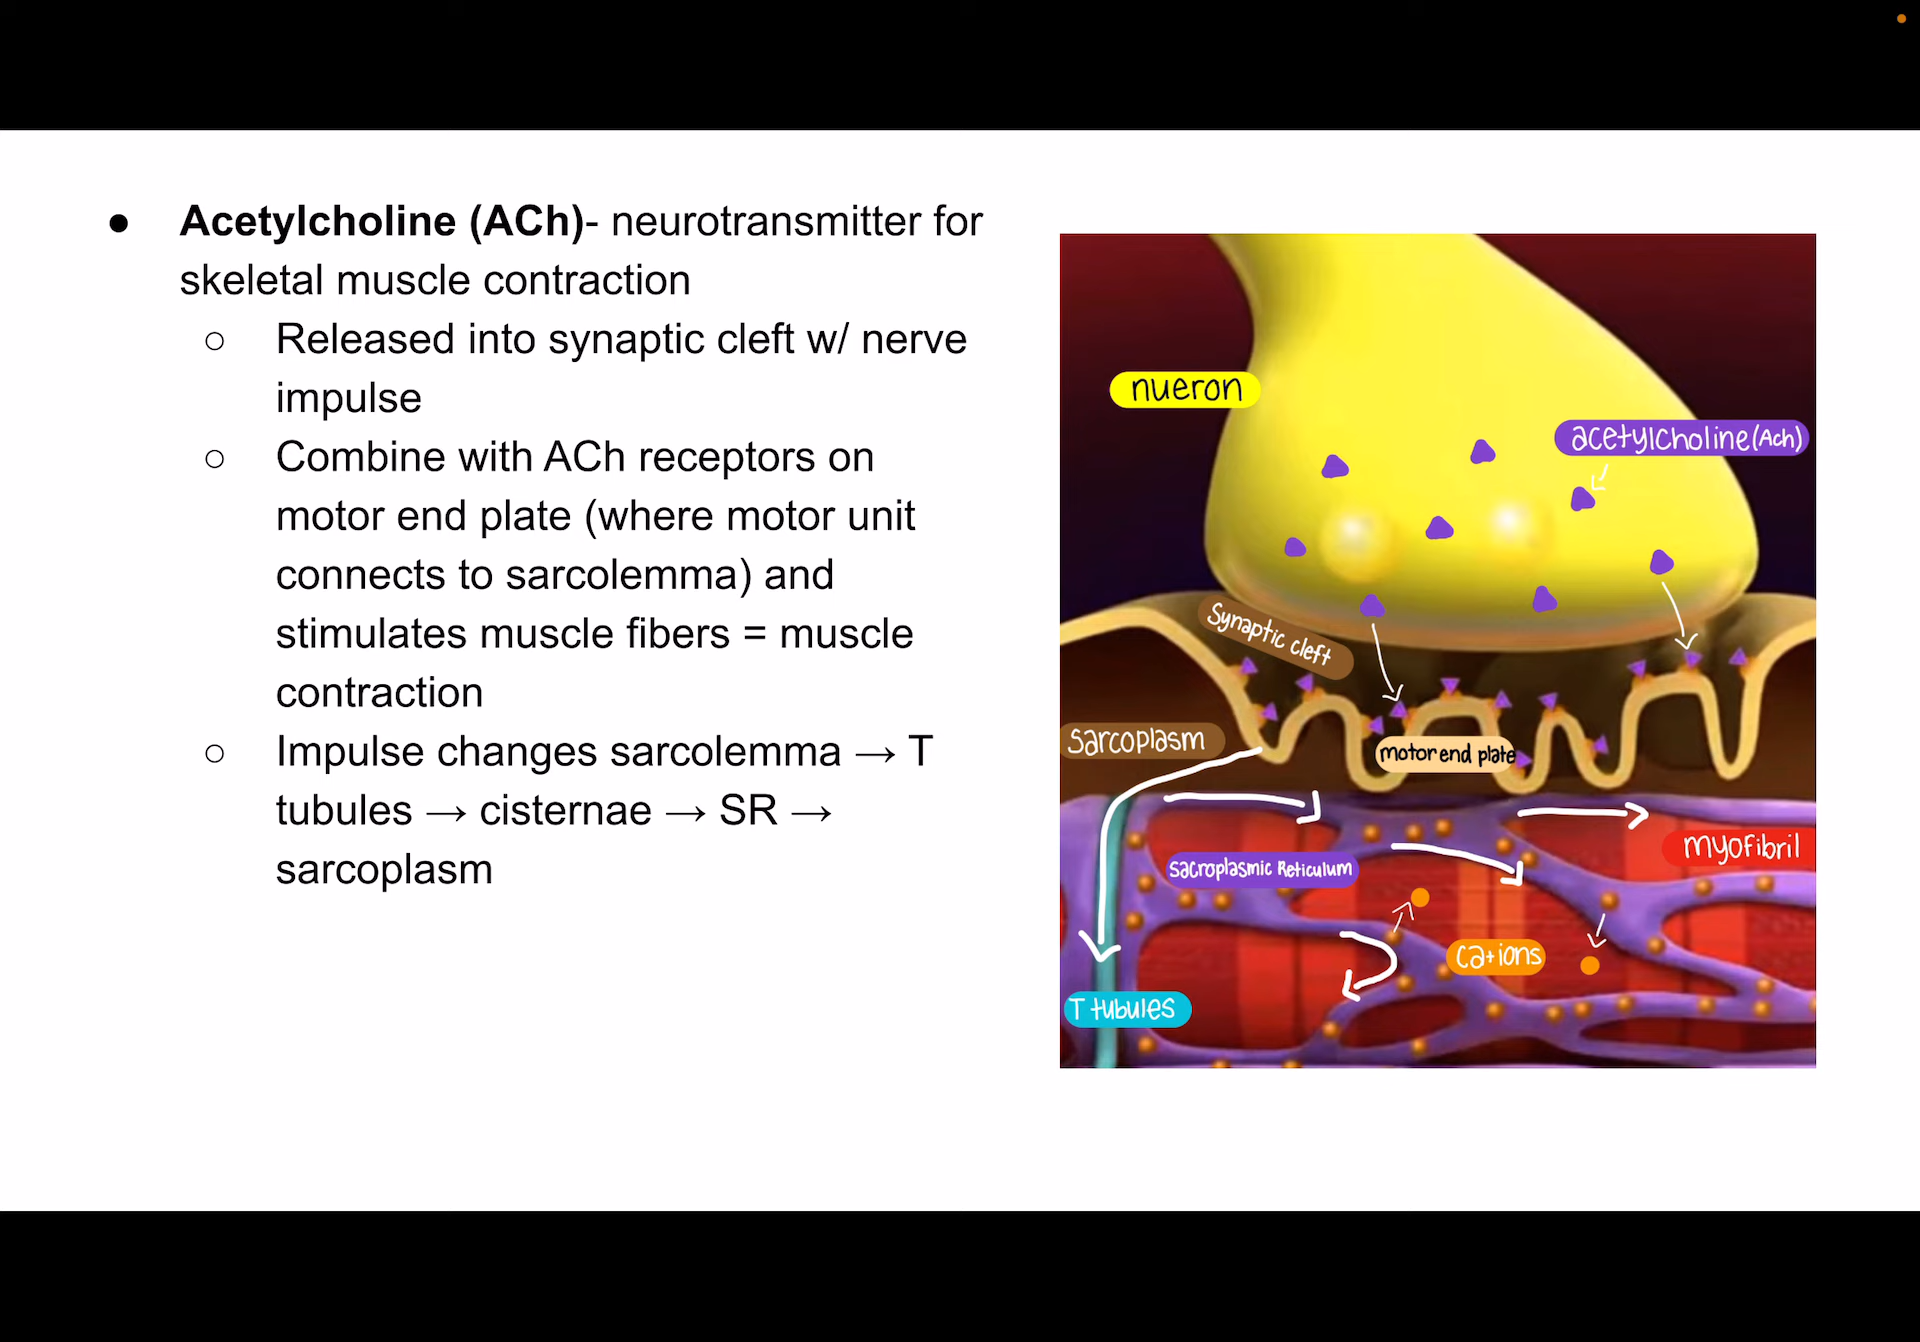 ● Acetylcholine (ACh)- neurotransmitter for
skeletal muscle contraction
○ Released into synaptic cleft w/ nerve
impulse
○ Combine with ACh receptors on
motor end plate (where motor unit
connects to sarcolemma) and
stimulates muscle fibers = muscle
contraction
○ Impulse changes sarcolemma → T
tubules → cisternae → SR →
sarcoplasm
nueron
acetylcholine(Ach)
Synaptic cleft
Sarcoplasm
motor end plate
myofibril
Sacroplasmic Reticulum
Ca+ions
T tubules